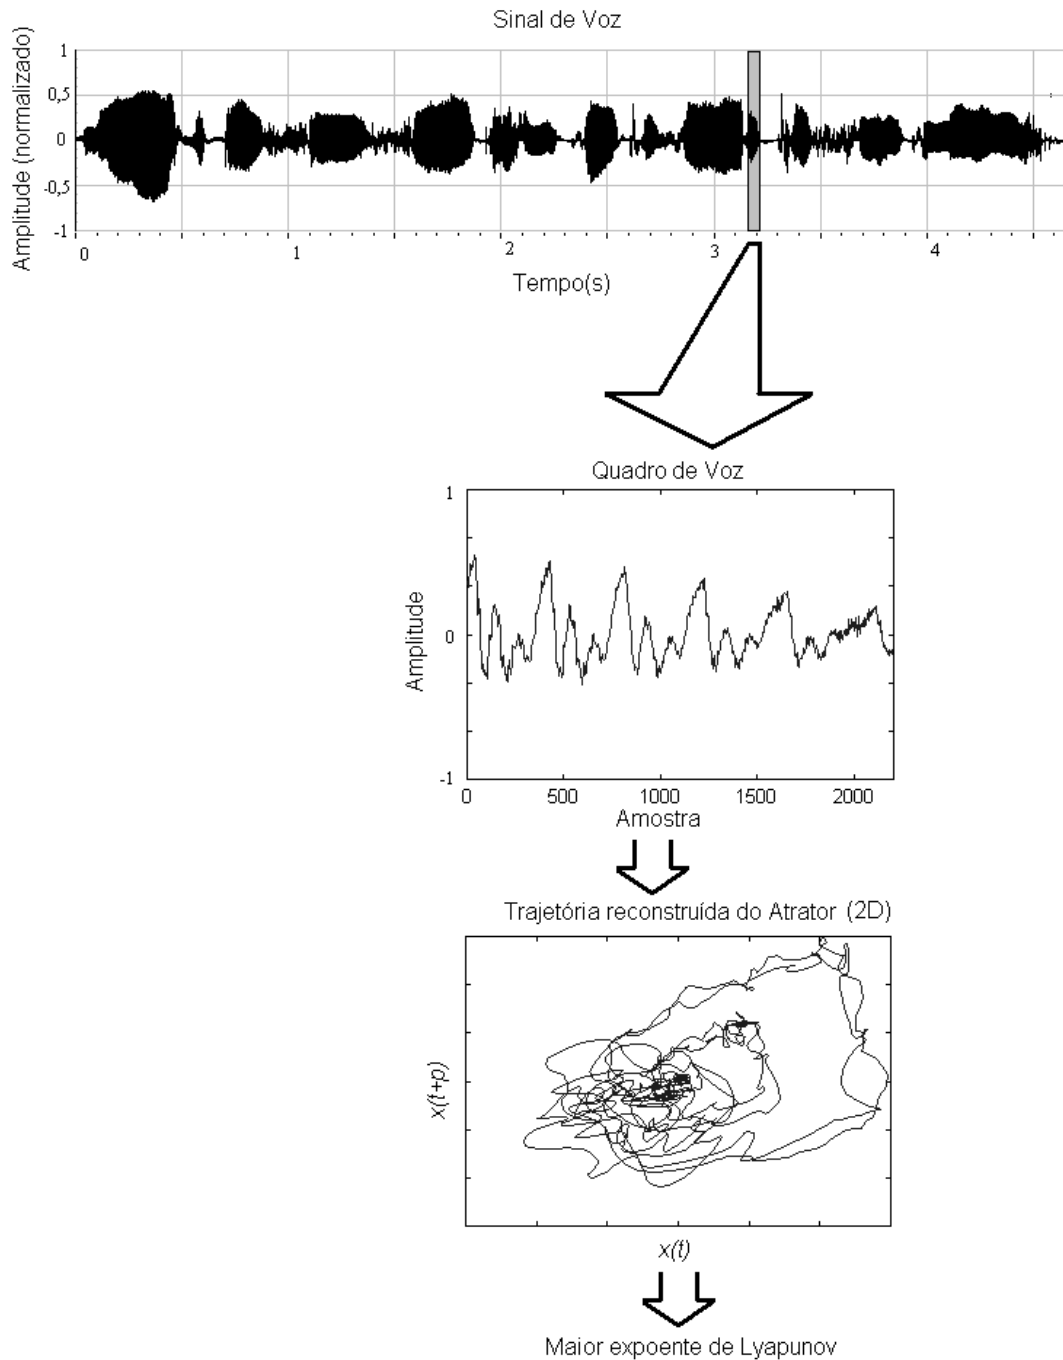 Sinal de Voz
Amplitude (normalizado)
1
0,5
0
-0,5
-1
0 1 2 3 4
Tempo(s)
Quadro de Voz
Amplitude
1
0
-1
0 500 1000 1500 2000
Amostra
Trajetória reconstruída do Atrator (2D)
x(t+p)
x(t)
Maior expoente de Lyapunov